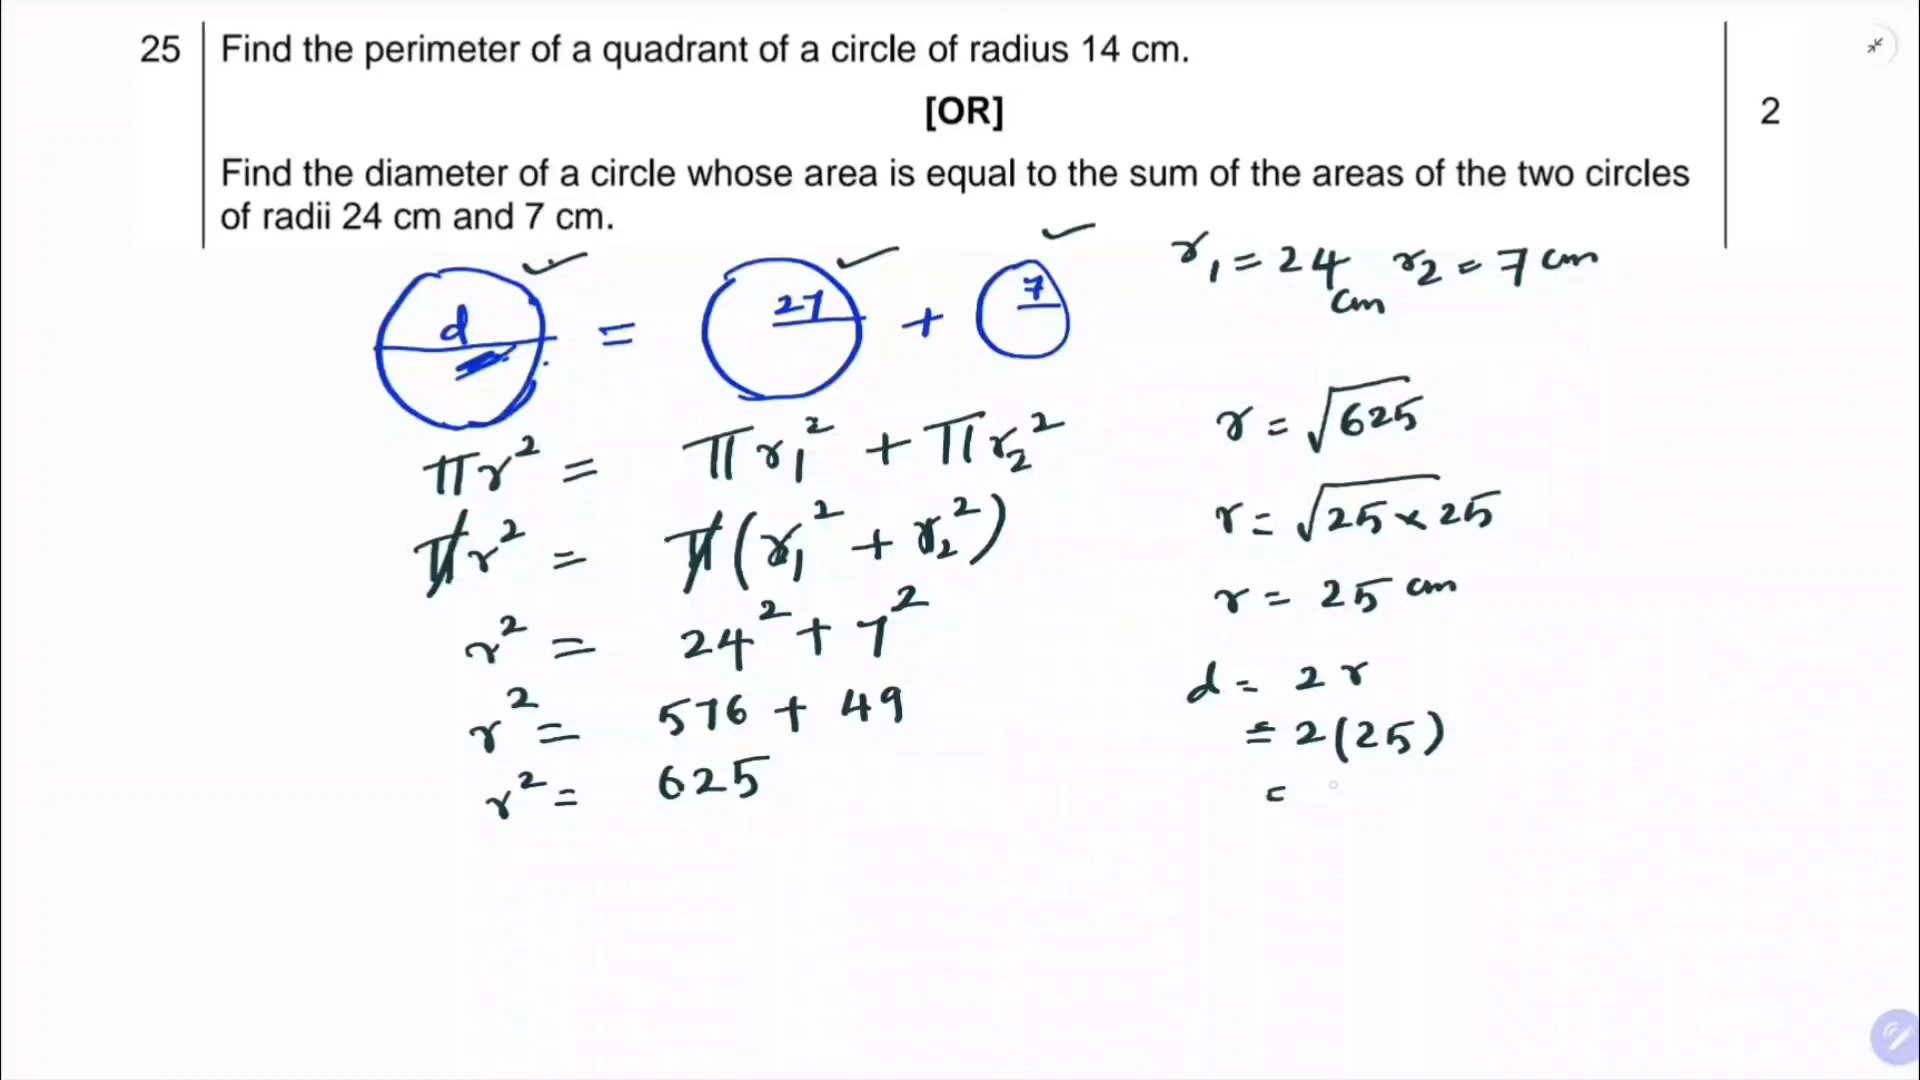 25 Find the perimeter of a quadrant of a circle of radius 14 cm.
[OR]
2
Find the diameter of a circle whose area is equal to the sum of the areas of the two circles
of radii 24 cm and 7 cm.
r₁ = 24 cm r₂ = 7 cm
d = 27 + 7
πr² = πr₁² + πr₂²
πr² = π(r₁² + r₂²)
r² = 24² + 7²
r² = 576 + 49
r² = 625
r = √625
r = √25×25
r = 25 cm
d = 2r
= 2(25)
=